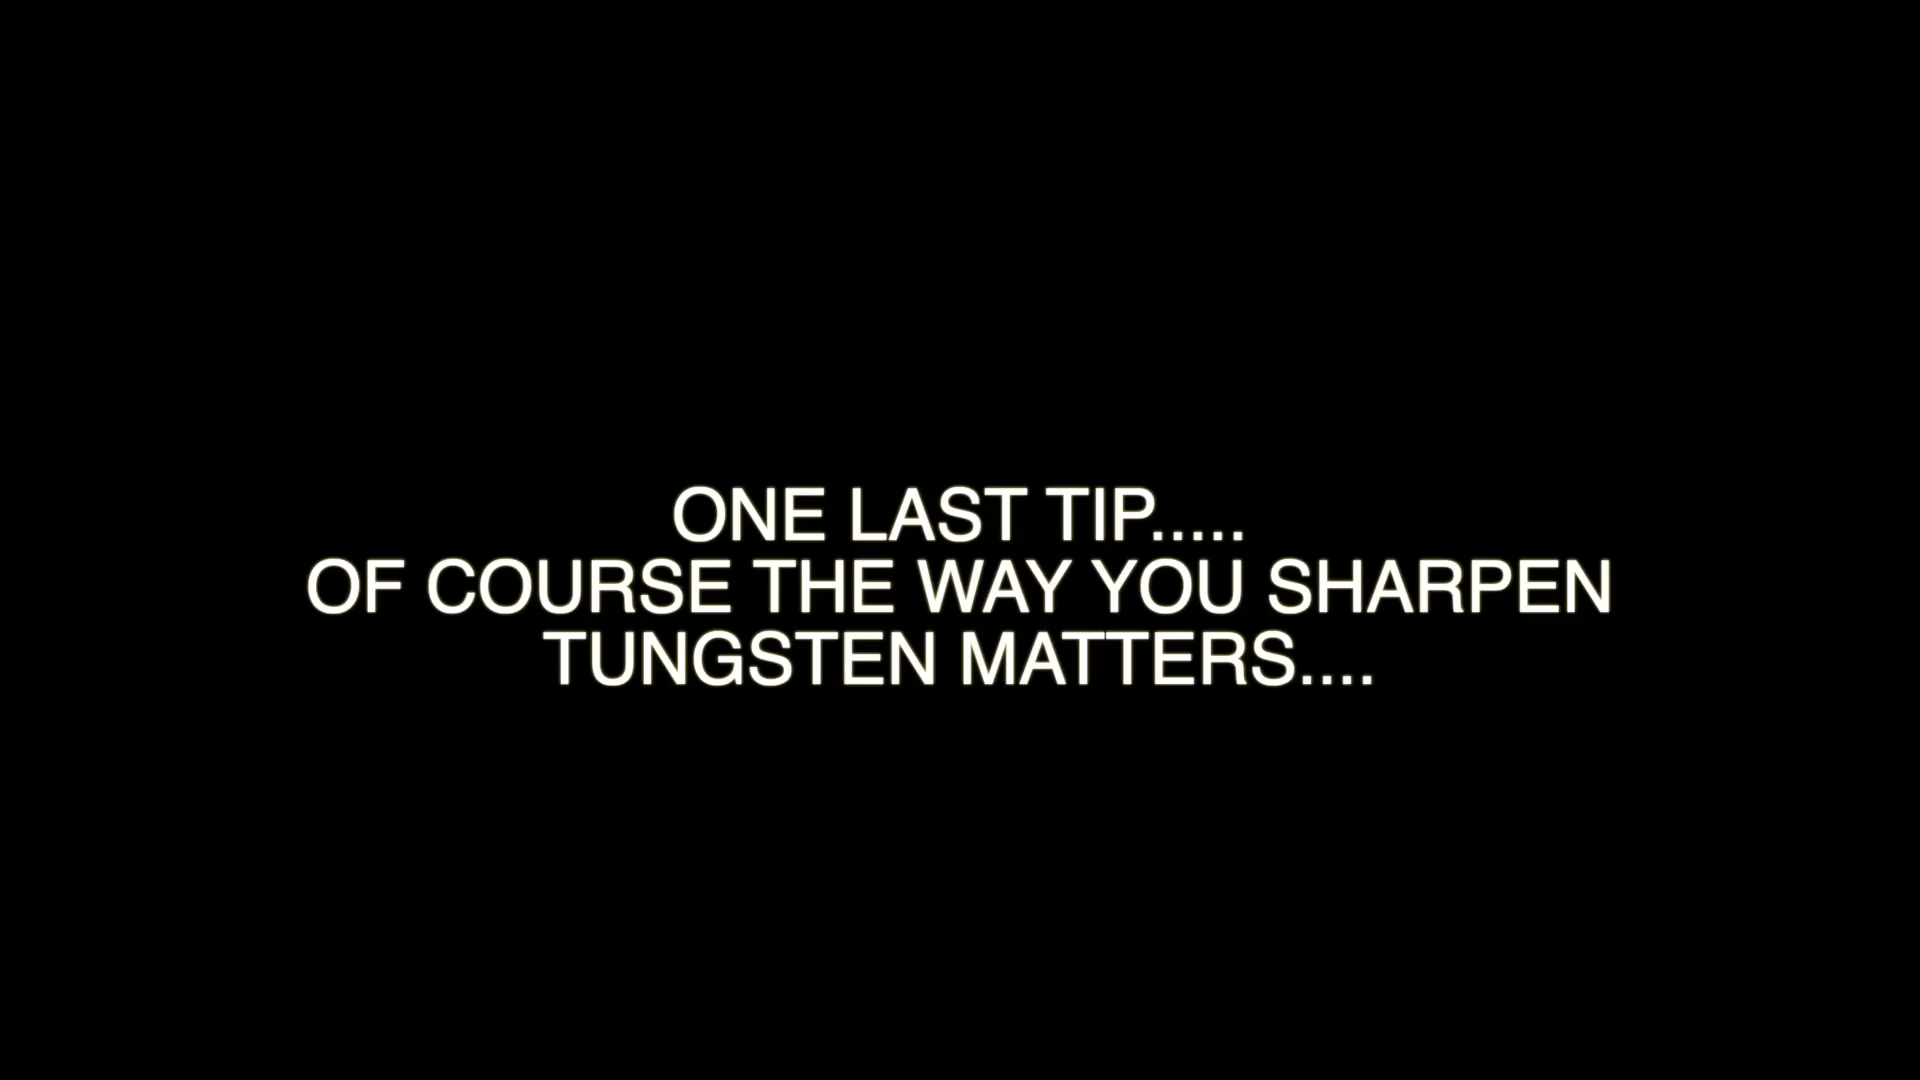 ONE LAST TIP.....
OF COURSE THE WAY YOU SHARPEN
TUNGSTEN MATTERS....